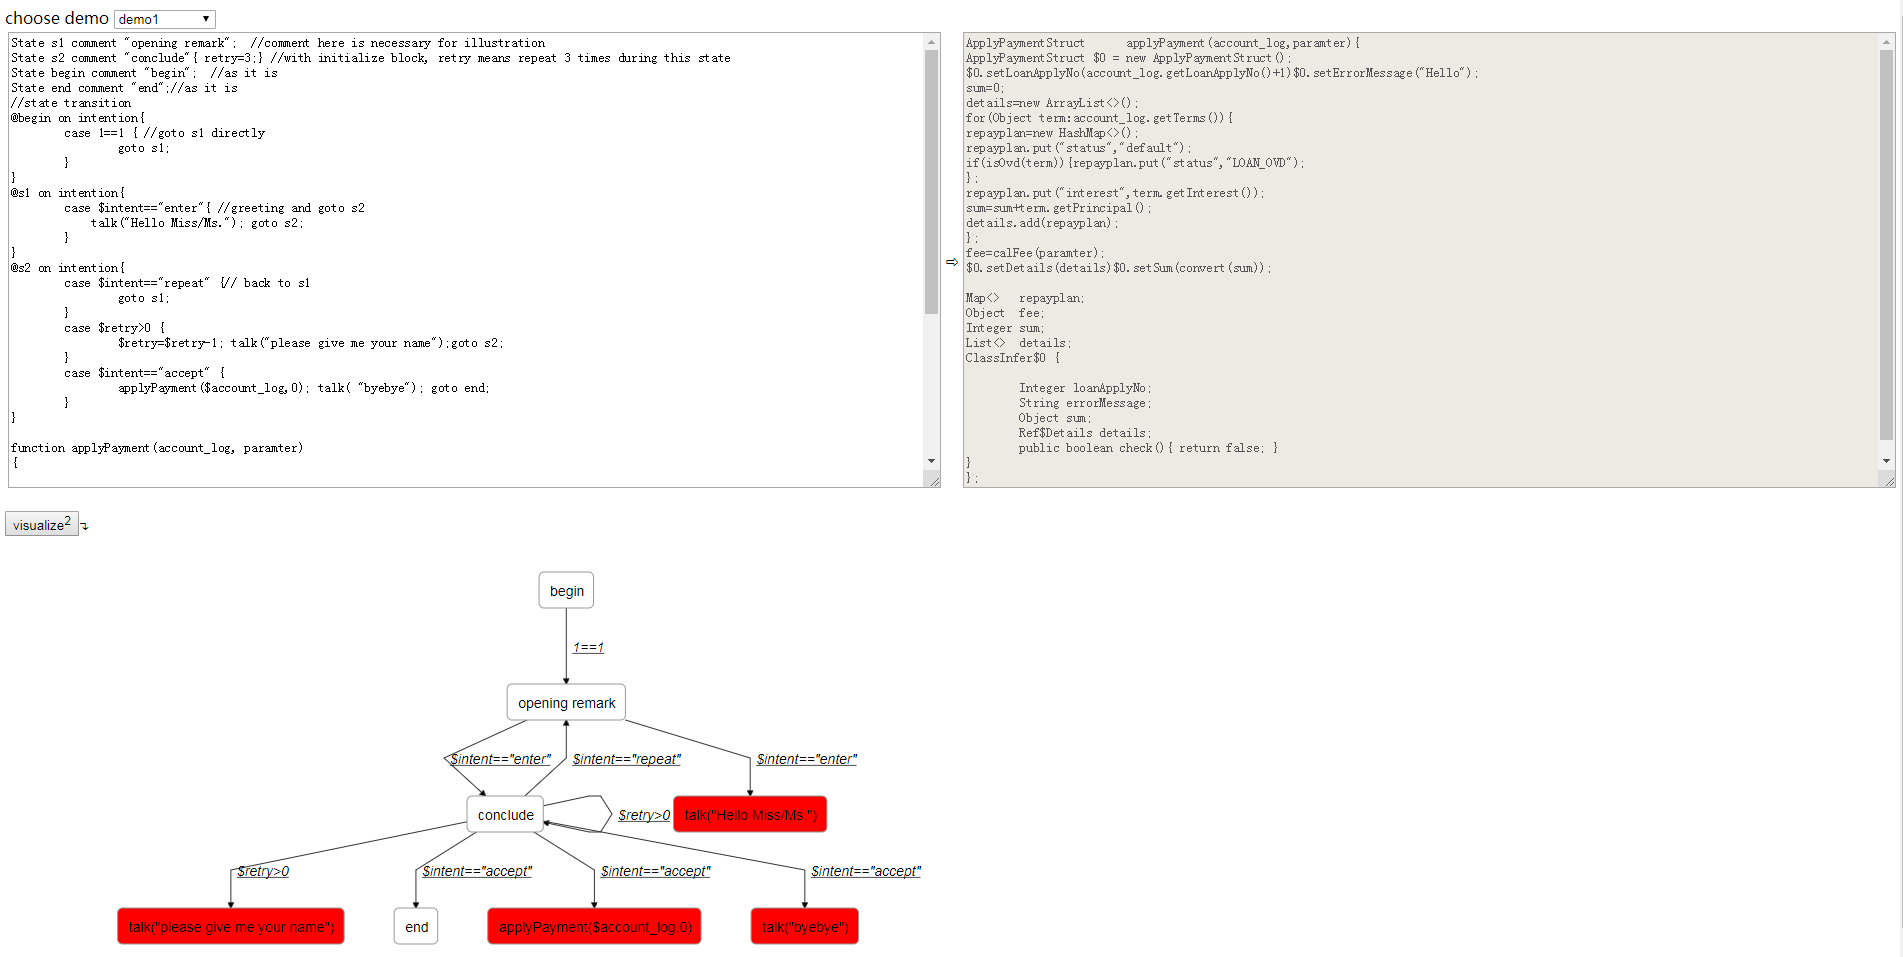 choose demo demo1
State s1 comment "opening remark";  //comment here is necessary for illustration
State s2 comment "conclude"{ retry=3;} //with initialize block, retry means repeat 3 times during this state
State begin comment "begin";  //as it is
State end comment "end";//as it is
//state transition
@begin on intention{
case 1==1 { //goto s1 directly
goto s1;
}
}
@s1 on intention{
case $intent=="enter"{ //greeting and goto s2
talk("Hello Miss/Ms."); goto s2;
}
}
@s2 on intention{
case $intent=="repeat" {// back to s1
goto s1;
}
case $retry>0 {
$retry=$retry-1; talk("please give me your name");goto s2;
}
case $intent=="accept" {
applyPayment($account_log,0); talk( "byebye"); goto end;
}
}
function applyPayment(account_log, paramter)
{
⇨
ApplyPaymentStruct      applyPayment(account_log,paramter){
ApplyPaymentStruct $0 = new ApplyPaymentStruct();
$0.setLoanApplyNo(account_log.getLoanApplyNo()+1)$0.setErrorMessage("Hello");
sum=0;
details=new ArrayList<>();
for(Object term:account_log.getTerms()){
repayplan=new HashMap<>();
repayplan.put("status","default");
if(isOvd(term)){repayplan.put("status","LOAN_OVD");
};
repayplan.put("interest",term.getInterest());
sum=sum+term.getPrincipal();
details.add(repayplan);
};
fee=calFee(paramter);
$0.setDetails(details)$0.setSum(convert(sum));
Map<>   repayplan;
Object  fee;
Integer sum;
List<>  details;
ClassInfer$0 {
Integer loanApplyNo;
String errorMessage;
Object sum;
Ref$Details details;
public boolean check(){ return false; }
}
};
visualize2
begin
1==1
opening remark
$intent=="enter" $intent=="repeat" $intent=="enter"
conclude $retry>0 talk("Hello Miss/Ms.")
$retry>0 $intent=="accept" $intent=="accept" $intent=="accept"
talk("please give me your name") end applyPayment($account_log,0) talk("byebye")